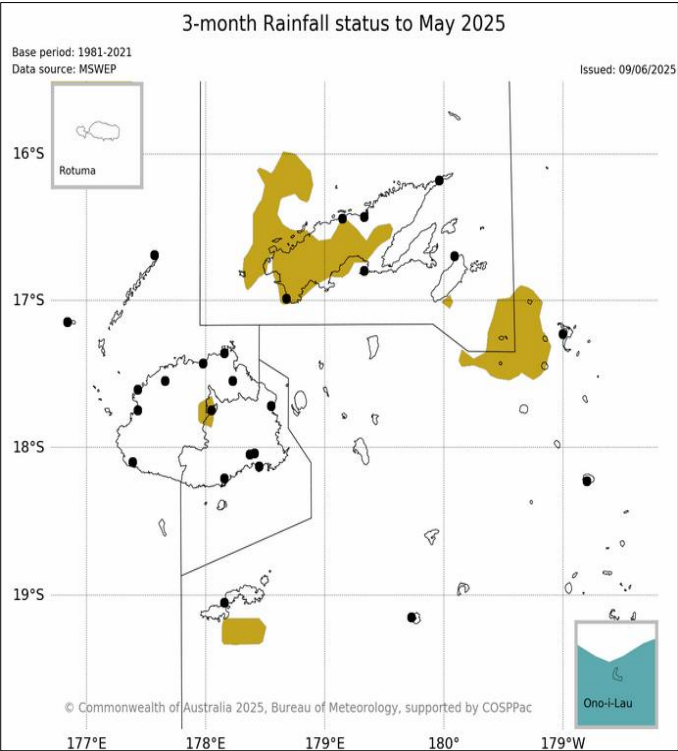 3-month Rainfall status to May 2025
Base period: 1981-2021
Data source: MSWEP
Issued: 09/06/2025
Rotuma
16°S
17°S
18°S
19°S
Ono-i-Lau
© Commonwealth of Australia 2025, Bureau of Meteorology, supported by COSPPac
177°E 178°E 179°E 180° 179°W